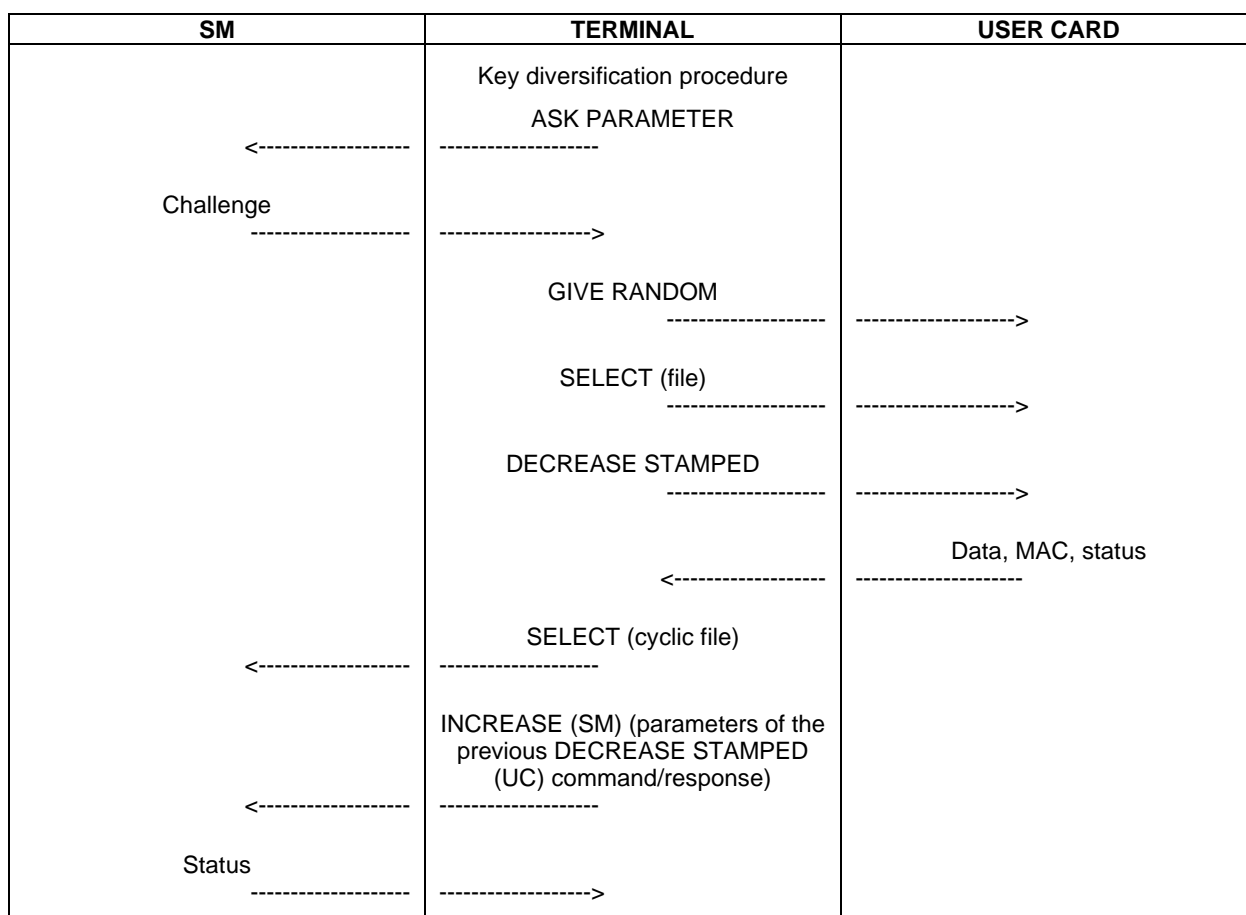 SM TERMINAL USER CARD
Key diversification procedure
ASK PARAMETER
<------------------- --------------------
Challenge
-------------------- ------------------->
GIVE RANDOM
-------------------- -------------------->
SELECT (file)
-------------------- -------------------->
DECREASE STAMPED
-------------------- -------------------->
Data, MAC, status
<------------------- ---------------------
SELECT (cyclic file)
<------------------- --------------------
INCREASE (SM) (parameters of the
previous DECREASE STAMPED
(UC) command/response)
<------------------- --------------------
Status
-------------------- ------------------->